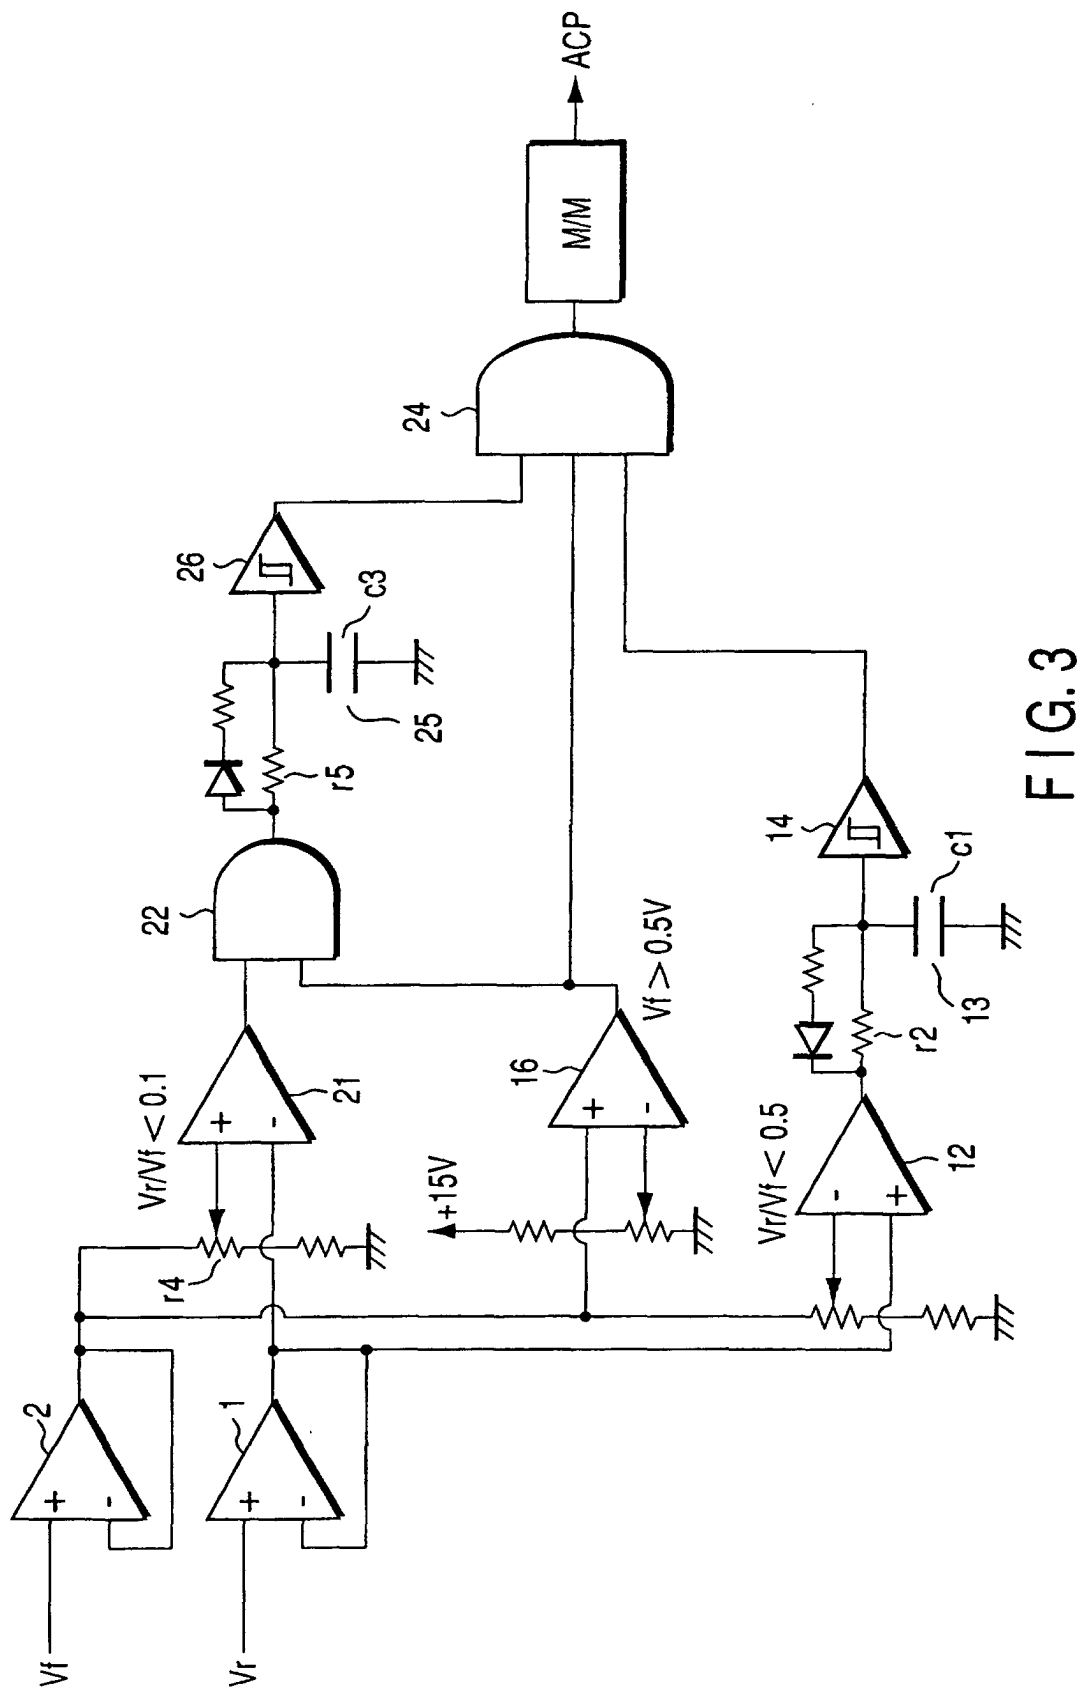 Vf
+
-
2
Vr
+
-
1
r4
Vr/Vf < 0.1
+
-
21
22
r5
25
c3
26
+15V
+
-
16
Vf > 0.5V
Vr/Vf < 0.5
-
+
12
r2
13
c1
14
24
M/M
ACP
FIG. 3